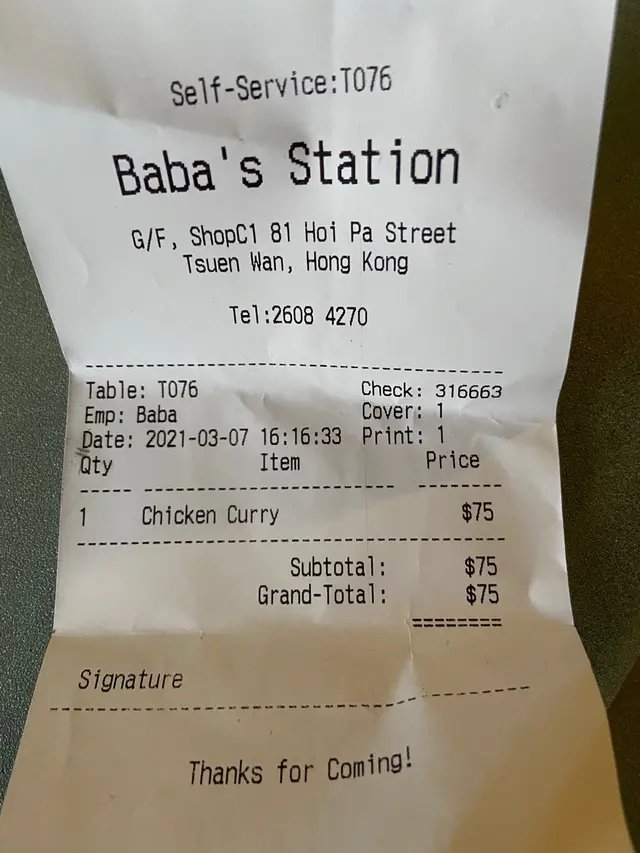 Self-Service:T076
Baba's Station
G/F, ShopC1 81 Hoi Pa Street
Tsuen Wan, Hong Kong
Tel:2608 4270
Table: T076 Check: 316663
Emp: Baba Cover: 1
Date: 2021-03-07 16:16:33 Print: 1
Qty Item Price
1 Chicken Curry $75
Subtotal: $75
Grand-Total: $75
Signature
Thanks for Coming!